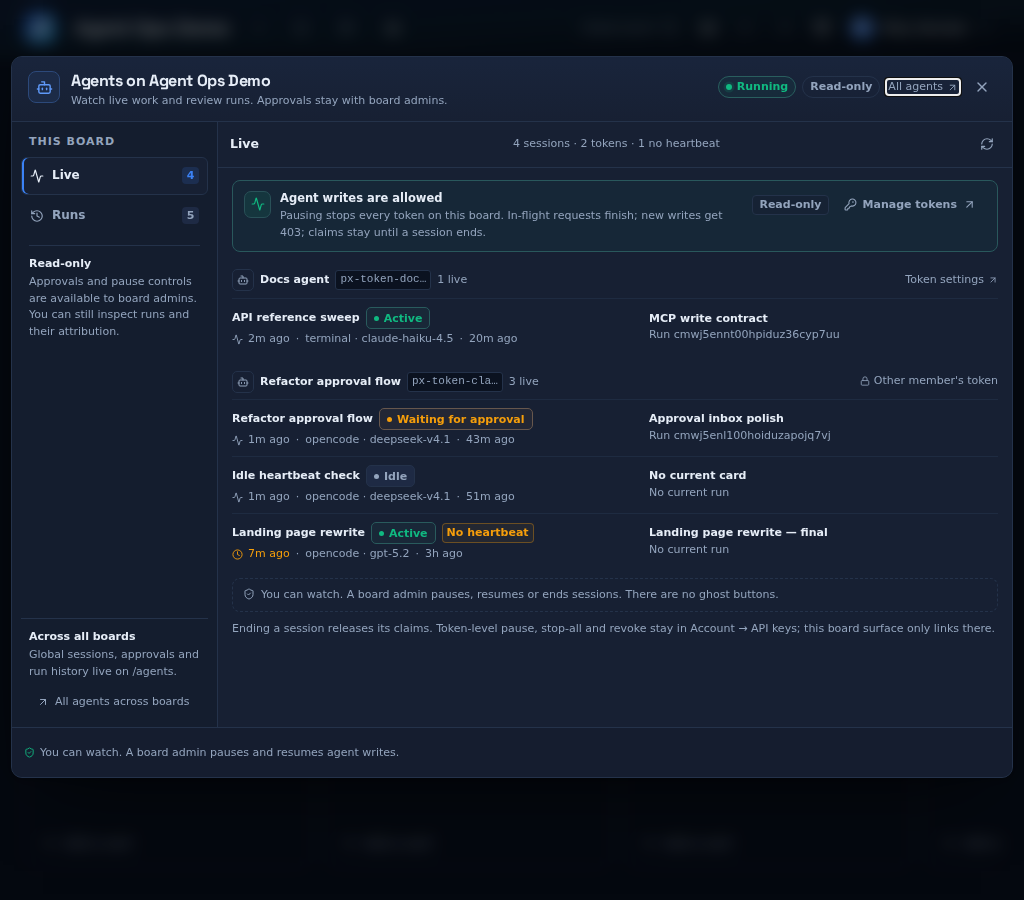 Agents on Agent Ops Demo
Watch live work and review runs. Approvals stay with board admins.
Running
Read-only
All agents
THIS BOARD
Live
4
Runs
5
Read-only
Approvals and pause controls
are available to board admins.
You can still inspect runs and
their attribution.
Across all boards
Global sessions, approvals and
run history live on /agents.
All agents across boards
Live
4 sessions · 2 tokens · 1 no heartbeat
Agent writes are allowed
Pausing stops every token on this board. In-flight requests finish; new writes get
403; claims stay until a session ends.
Read-only
Manage tokens
Docs agent px-token-doc… 1 live
Token settings
API reference sweep Active
2m ago · terminal · claude-haiku-4.5 · 20m ago
MCP write contract
Run cmwj5ennt00hpiduz36cyp7uu
Refactor approval flow px-token-cla… 3 live
Other member's token
Refactor approval flow Waiting for approval
1m ago · opencode · deepseek-v4.1 · 43m ago
Approval inbox polish
Run cmwj5enl100hoiduzapojq7vj
Idle heartbeat check Idle
1m ago · opencode · deepseek-v4.1 · 51m ago
No current card
No current run
Landing page rewrite Active No heartbeat
7m ago · opencode · gpt-5.2 · 3h ago
Landing page rewrite — final
No current run
You can watch. A board admin pauses, resumes or ends sessions. There are no ghost buttons.
Ending a session releases its claims. Token-level pause, stop-all and revoke stay in Account → API keys; this board surface only links there.
You can watch. A board admin pauses and resumes agent writes.